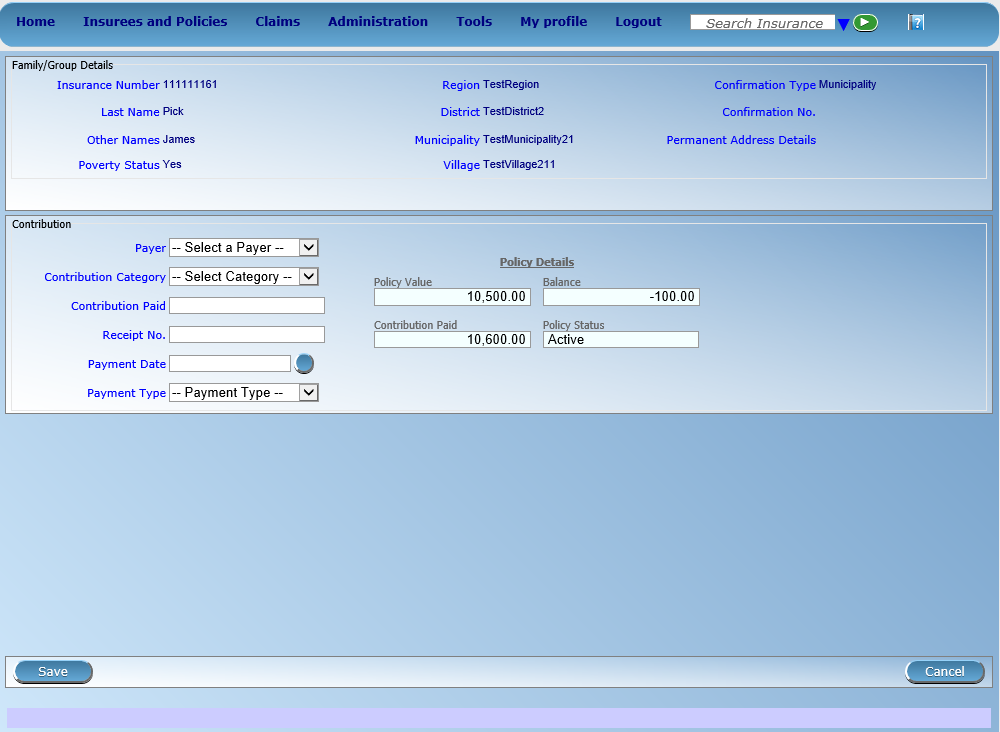 Home Insurees and Policies Claims Administration Tools My profile Logout Search Insurance ?
Family/Group Details
Insurance Number 111111161 Region TestRegion Confirmation Type Municipality
Last Name Pick District TestDistrict2 Confirmation No.
Other Names James Municipality TestMunicipality21 Permanent Address Details
Poverty Status Yes Village TestVillage211
Contribution
Payer -- Select a Payer --
Policy Details
Contribution Category -- Select Category --
Policy Value Balance
10,500.00 -100.00
Contribution Paid
Contribution Paid Policy Status
Receipt No. 10,600.00 Active
Payment Date
Payment Type -- Payment Type --
Save Cancel